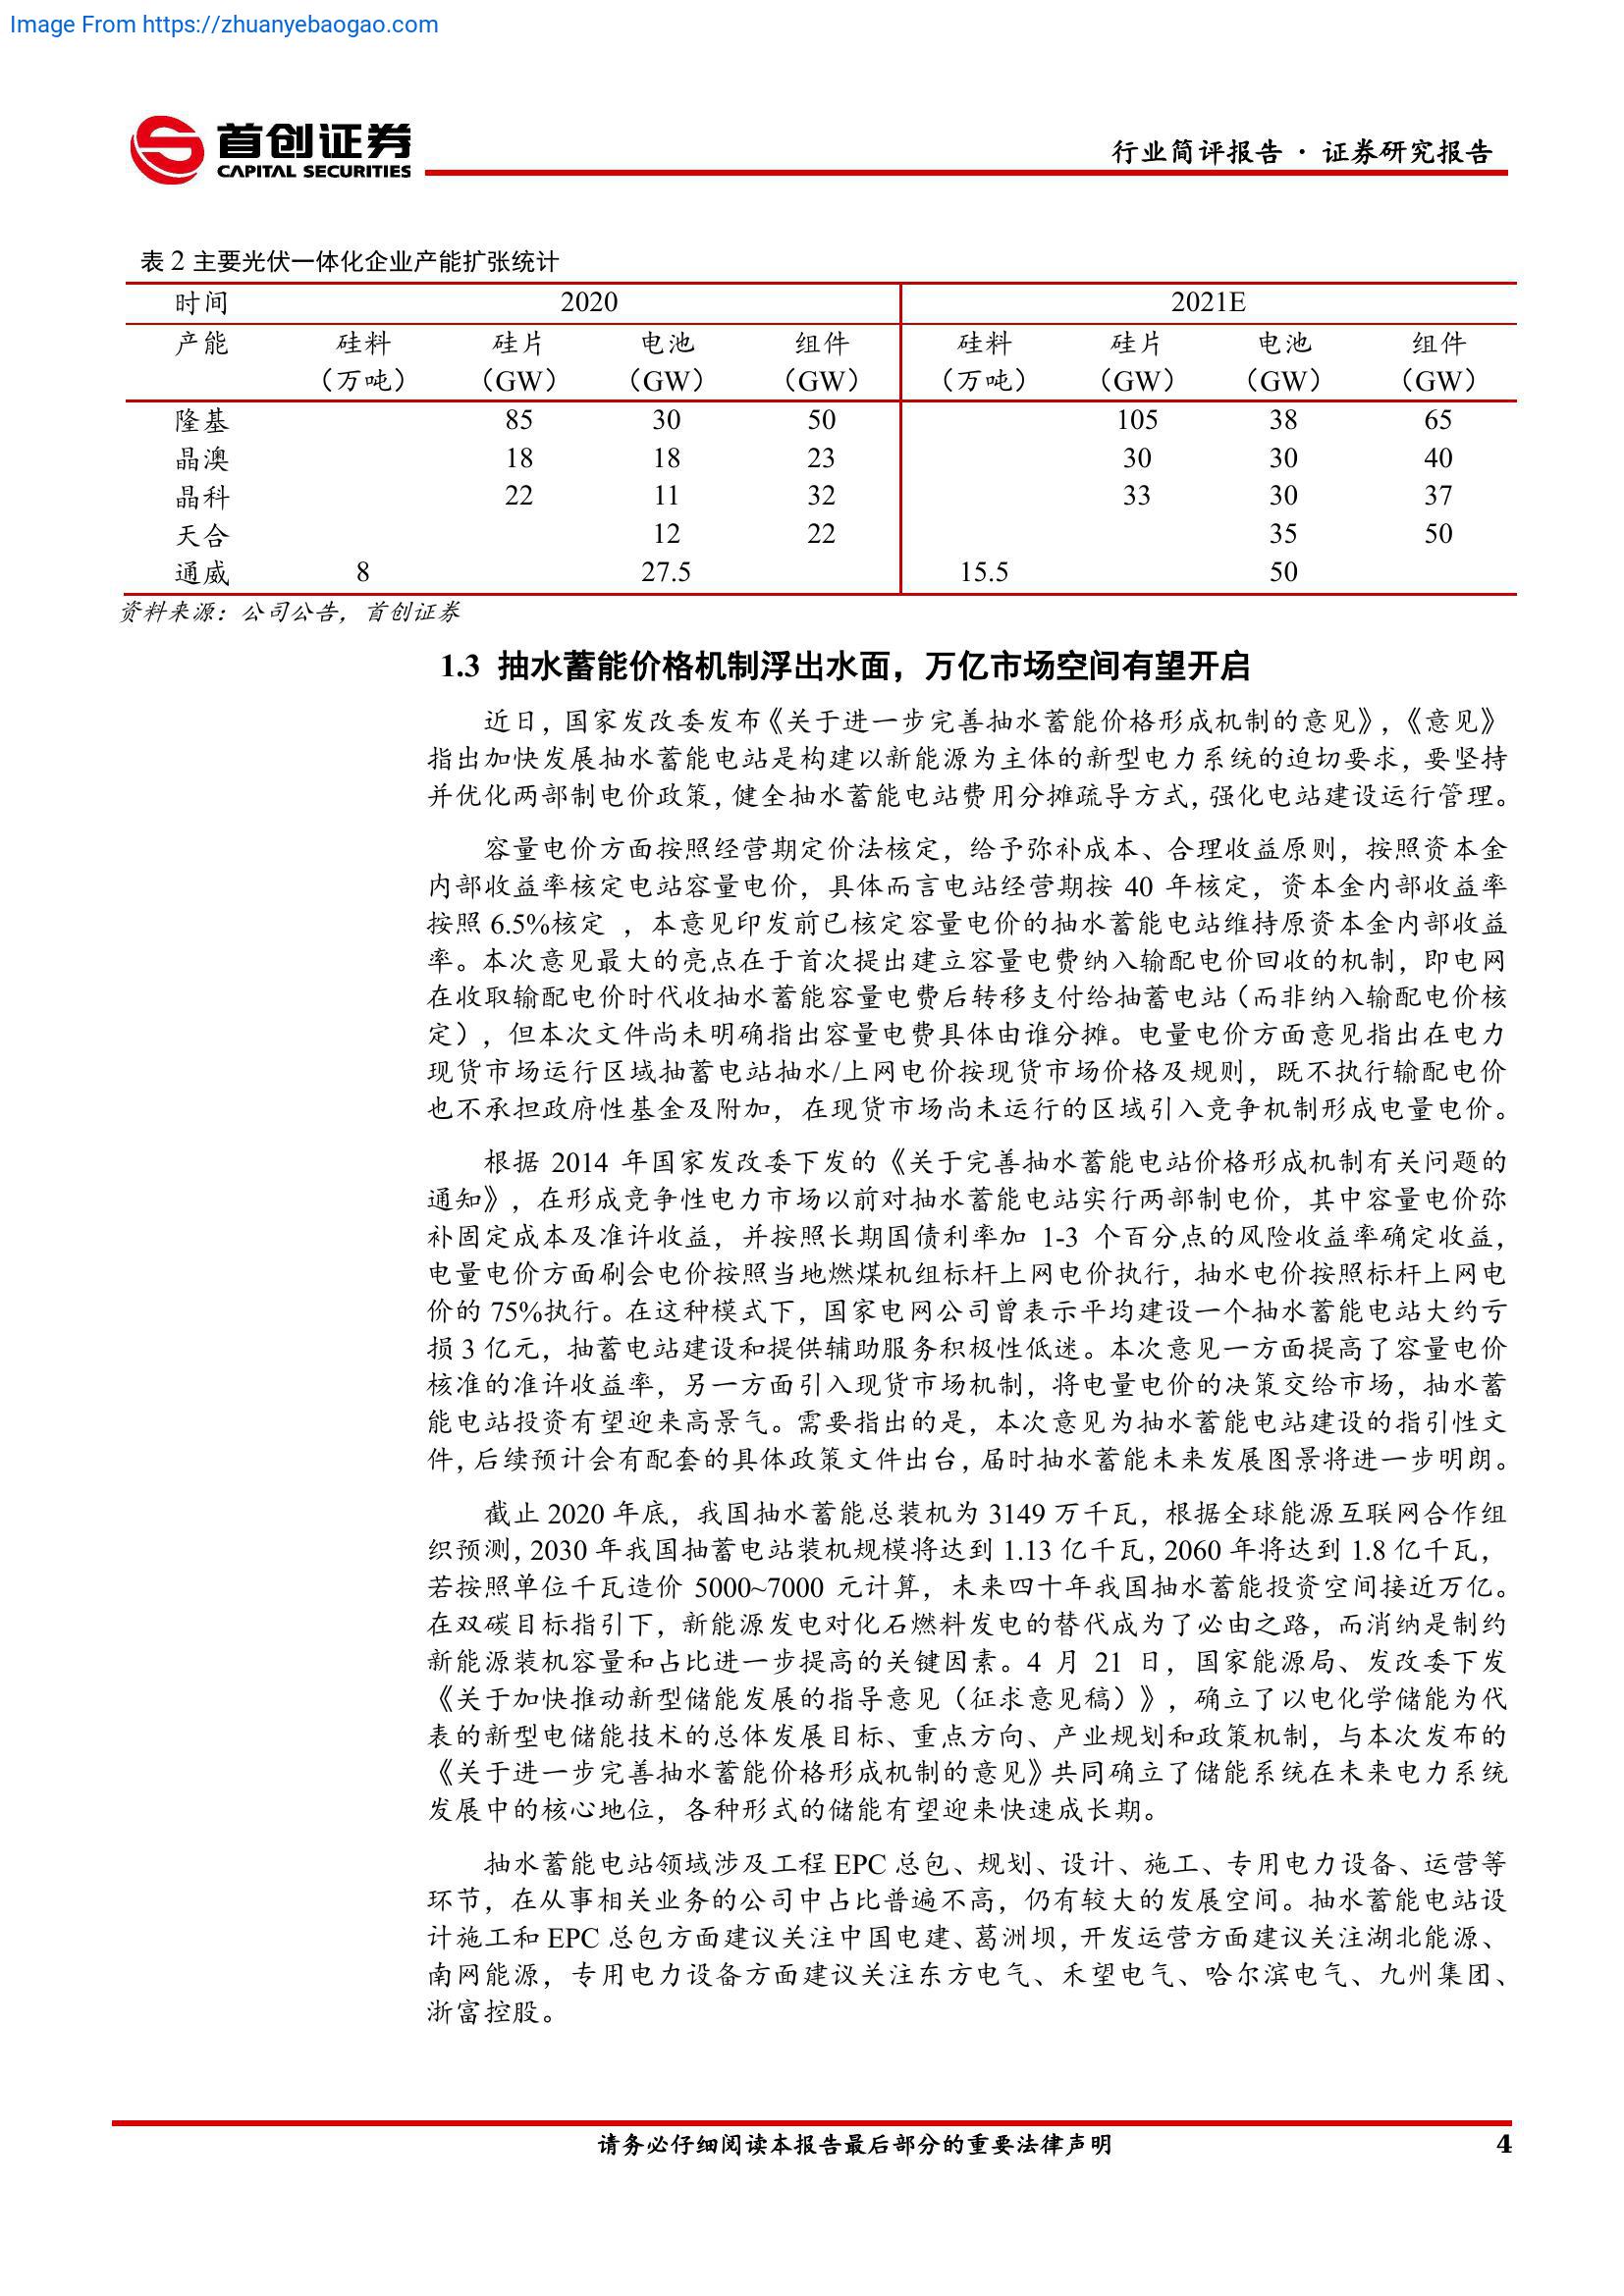 Image From https://zhuanyebaogao.com
首创证券
CAPITAL SECURITIES
行业简评报告 · 证券研究报告
表 2 主要光伏一体化企业产能扩张统计
时间 2020 2021E
产能 硅料 硅片 电池 组件 硅料 硅片 电池 组件
（万吨） （GW） （GW） （GW） （万吨） （GW） （GW） （GW）
隆基 85 30 50 105 38 65
晶澳 18 18 23 30 30 40
晶科 22 11 32 33 30 37
天合 12 22 35 50
通威 8 27.5 15.5 50
资料来源：公司公告，首创证券
1.3 抽水蓄能价格机制浮出水面，万亿市场空间有望开启
近日，国家发改委发布《关于进一步完善抽水蓄能价格形成机制的意见》，《意见》
指出加快发展抽水蓄能电站是构建以新能源为主体的新型电力系统的迫切要求，要坚持
并优化两部制电价政策，健全抽水蓄能电站费用分摊疏导方式，强化电站建设运行管理。
容量电价方面按照经营期定价法核定，给予弥补成本、合理收益原则，按照资本金
内部收益率核定电站容量电价，具体而言电站经营期按 40 年核定，资本金内部收益率
按照 6.5%核定 ，本意见印发前已核定容量电价的抽水蓄能电站维持原资本金内部收益
率。本次意见最大的亮点在于首次提出建立容量电费纳入输配电价回收的机制，即电网
在收取输配电价时代收抽水蓄能容量电费后转移支付给抽蓄电站（而非纳入输配电价核
定），但本次文件尚未明确指出容量电费具体由谁分摊。电量电价方面意见指出在电力
现货市场运行区域抽蓄电站抽水/上网电价按现货市场价格及规则，既不执行输配电价
也不承担政府性基金及附加，在现货市场尚未运行的区域引入竞争机制形成电量电价。
根据 2014 年国家发改委下发的《关于完善抽水蓄能电站价格形成机制有关问题的
通知》，在形成竞争性电力市场以前对抽水蓄能电站实行两部制电价，其中容量电价弥
补固定成本及准许收益，并按照长期国债利率加 1-3 个百分点的风险收益率确定收益，
电量电价方面刷会电价按照当地燃煤机组标杆上网电价执行，抽水电价按照标杆上网电
价的 75%执行。在这种模式下，国家电网公司曾表示平均建设一个抽水蓄能电站大约亏
损 3 亿元，抽蓄电站建设和提供辅助服务积极性低迷。本次意见一方面提高了容量电价
核准的准许收益率，另一方面引入现货市场机制，将电量电价的决策交给市场，抽水蓄
能电站投资有望迎来高景气。需要指出的是，本次意见为抽水蓄能电站建设的指引性文
件，后续预计会有配套的具体政策文件出台，届时抽水蓄能未来发展图景将进一步明朗。
截止 2020 年底，我国抽水蓄能总装机为 3149 万千瓦，根据全球能源互联网合作组
织预测，2030 年我国抽蓄电站装机规模将达到 1.13 亿千瓦，2060 年将达到 1.8 亿千瓦，
若按照单位千瓦造价 5000~7000 元计算，未来四十年我国抽水蓄能投资空间接近万亿。
在双碳目标指引下，新能源发电对化石燃料发电的替代成为了必由之路，而消纳是制约
新能源装机容量和占比进一步提高的关键因素。4 月 21 日，国家能源局、发改委下发
《关于加快推动新型储能发展的指导意见（征求意见稿）》，确立了以电化学储能为代
表的新型电储能技术的总体发展目标、重点方向、产业规划和政策机制，与本次发布的
《关于进一步完善抽水蓄能价格形成机制的意见》共同确立了储能系统在未来电力系统
发展中的核心地位，各种形式的储能有望迎来快速成长期。
抽水蓄能电站领域涉及工程 EPC 总包、规划、设计、施工、专用电力设备、运营等
环节，在从事相关业务的公司中占比普遍不高，仍有较大的发展空间。抽水蓄能电站设
计施工和 EPC 总包方面建议关注中国电建、葛洲坝，开发运营方面建议关注湖北能源、
南网能源，专用电力设备方面建议关注东方电气、禾望电气、哈尔滨电气、九州集团、
浙富控股。
请务必仔细阅读本报告最后部分的重要法律声明 4